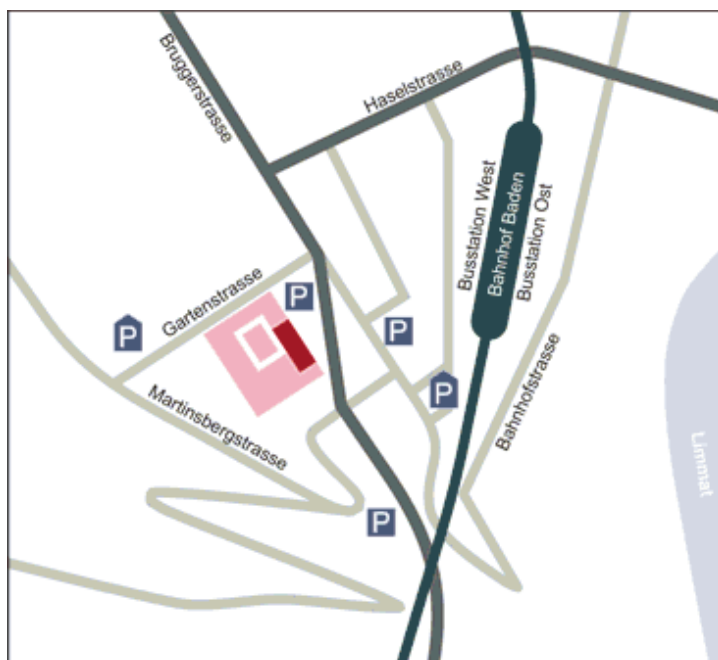 Bruggerstrasse
Haselstrasse
Busstation West
Bahnhof Baden
Busstation Ost
Gartenstrasse
P
P
P
P
Bahnhofstrasse
Martinsbergstrasse
Limmat
P